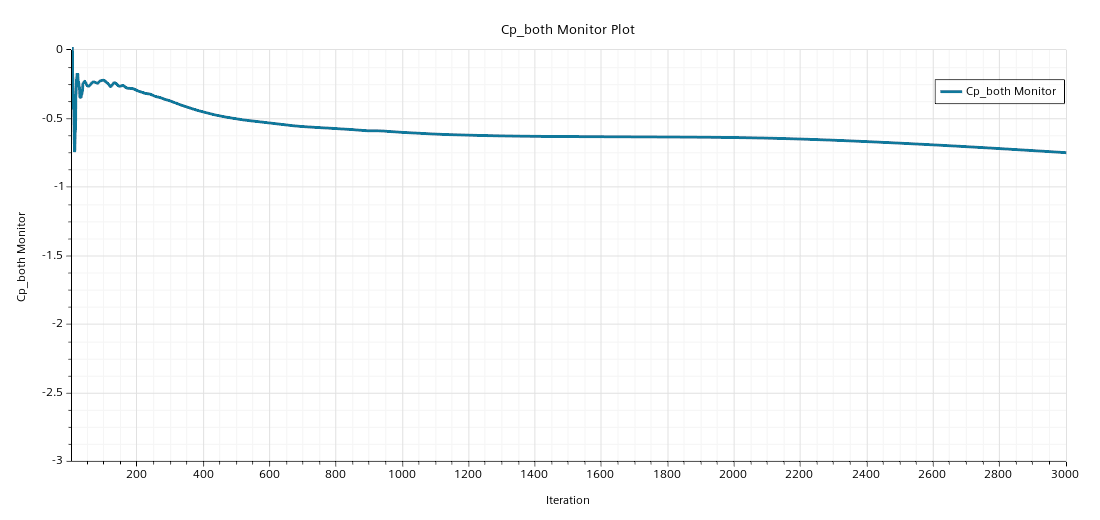 Cp_both Monitor Plot
Cp_both Monitor
0
-0.5
-1
-1.5
-2
-2.5
-3
Cp_both Monitor
200 400 600 800 1000 1200 1400 1600 1800 2000 2200 2400 2600 2800 3000
Iteration